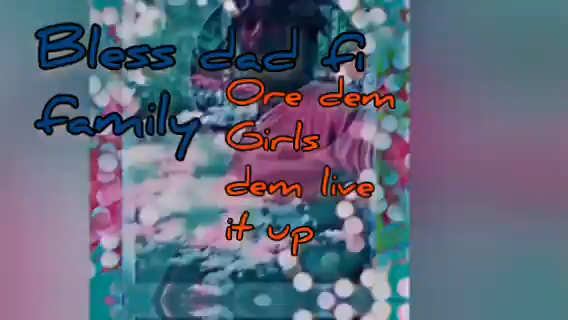 Bless dad fi
family
Ore dem
Girls
dem live
it up